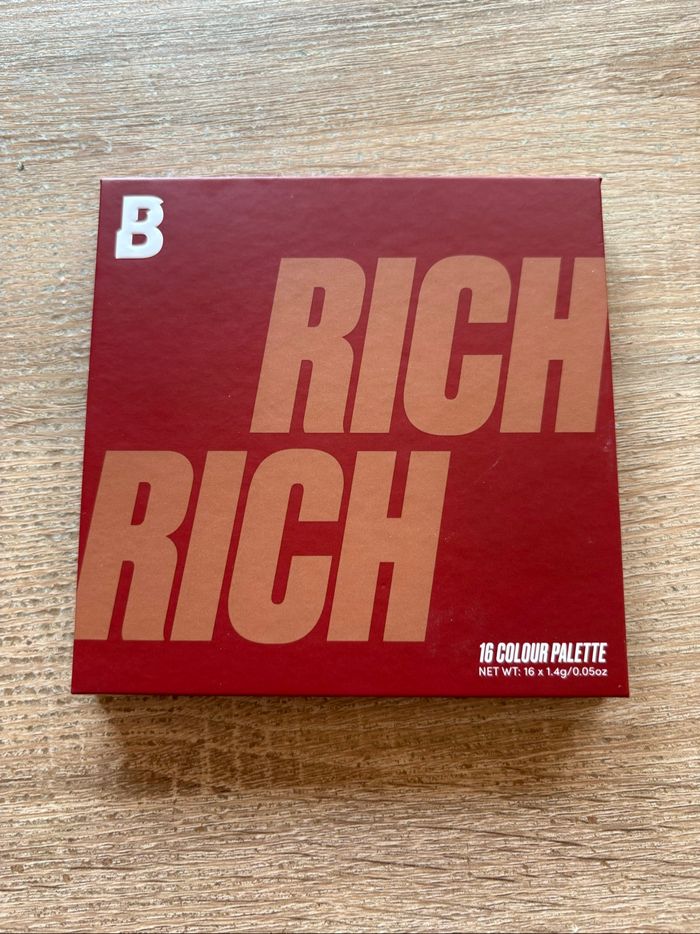 B
RICH
RICH
16 COLOUR PALETTE
NET WT: 16 x 1.4g/0.05oz